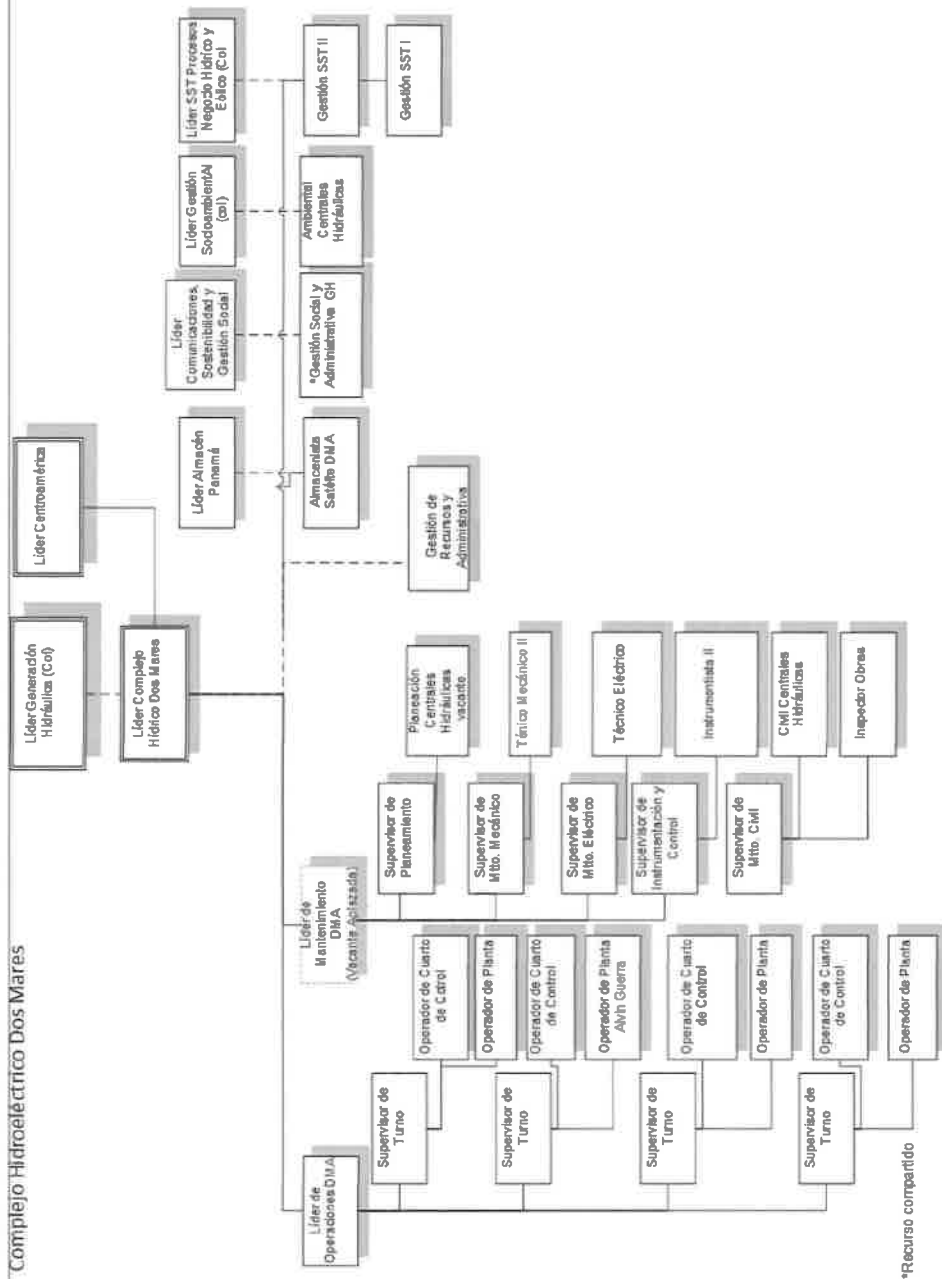 Complejo Hidroeléctrico Dos Mares
Líder Generación
Hidráulica (Col)
Líder Centroamérica
Líder Complejo
Hídrico Dos Mares
Líder Almacén
Panamá
Líder
Comunicaciones,
Sostenibilidad y
Gestión Social
Líder Gestión
SocioambientAl
(col)
Líder SST Procesos
Negocio Hídrico y
Eólico (Col
Almacenista
Satélite DMA
*Gestión Social y
Administrativa GH
Ambiental
Centrales
Hidráulicas
Gestión SST II
Gestión SST I
Gestión de
Recursos y
Administrativa
Líder de
Operaciones DMA
Líder de
Mantenimiento
DMA
(Vacante Aplazada)
Supervisor de
Turno
Operador de Cuarto
de Cotrol
Operador de Planta
Supervisor de
Turno
Operador de Cuarto
de Control
Operador de Planta
Alvin Guerra
Supervisor de
Turno
Operador de Cuarto
de Control
Operador de Planta
Supervisor de
Turno
Operador de Cuarto
de Control
Operador de Planta
Supervisor de
Planeamiento
Planeación
Centrales
Hidráulicas
vacante
Supervisor de
Mtto. Mecánico
Ténico Mecánico II
Supervisor de
Mtto. Eléctrico
Técnico Eléctrico
Supervisor de
Instrumentación y
Control
Instrumentista II
Supervisor de
Mtto. Civil
Civil Centrales
Hidráulicas
Inspector Obras
*Recurso compartido